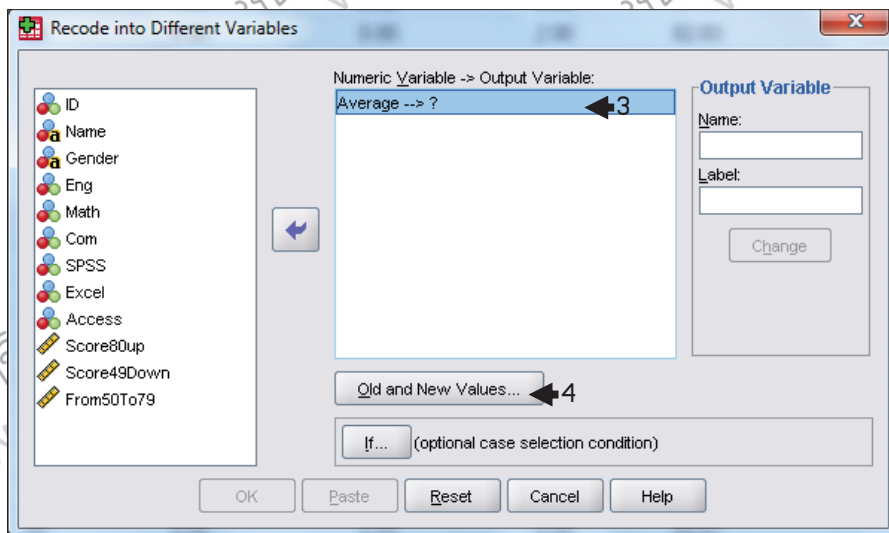 Recode into Different Variables
ID
Name
Gender
Eng
Math
Com
SPSS
Excel
Access
Score80up
Score49Down
From50To79
Numeric Variable -> Output Variable:
Average --> ?
3
Old and New Values...
4
If... (optional case selection condition)
Output Variable
Name:
Label:
Change
OK Paste Reset Cancel Help